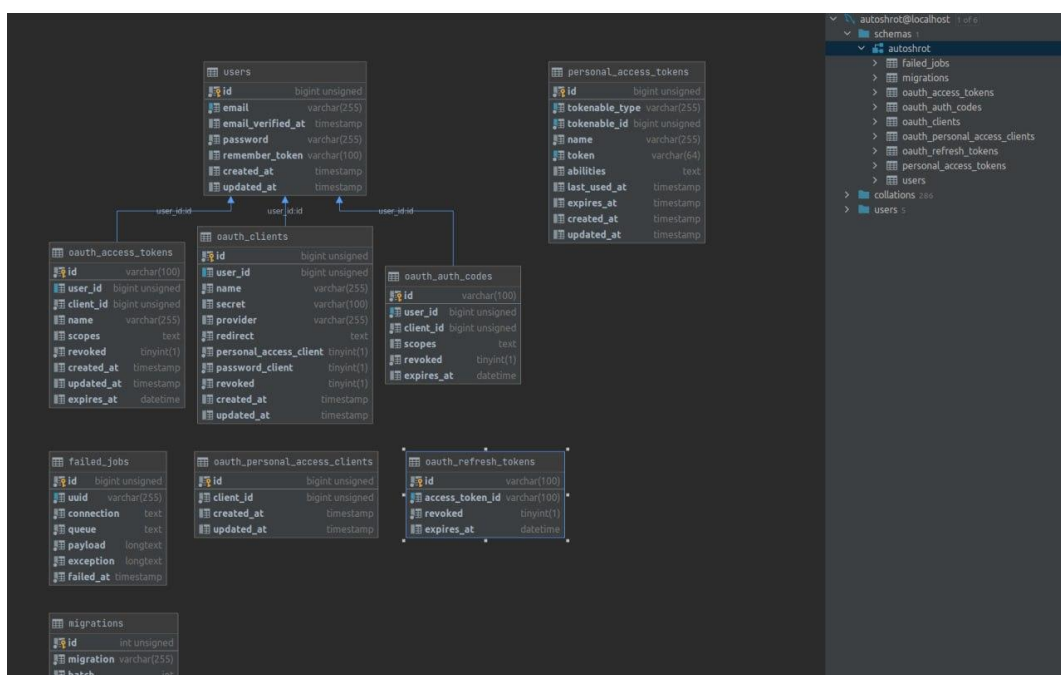 users
id bigint unsigned
email varchar(255)
email_verified_at timestamp
password varchar(255)
remember_token varchar(100)
created_at timestamp
updated_at timestamp
personal_access_tokens
id bigint unsigned
tokenable_type varchar(255)
tokenable_id bigint unsigned
name varchar(255)
token varchar(64)
abilities text
last_used_at timestamp
expires_at timestamp
created_at timestamp
updated_at timestamp
user_id:id
user_id:id
user_id:id
oauth_access_tokens
id varchar(100)
user_id bigint unsigned
client_id bigint unsigned
name varchar(255)
scopes text
revoked tinyint(1)
created_at timestamp
updated_at timestamp
expires_at datetime
oauth_clients
id bigint unsigned
user_id bigint unsigned
name varchar(255)
secret varchar(100)
provider varchar(255)
redirect text
personal_access_client tinyint(1)
password_client tinyint(1)
revoked tinyint(1)
created_at timestamp
updated_at timestamp
oauth_auth_codes
id varchar(100)
user_id bigint unsigned
client_id bigint unsigned
scopes text
revoked tinyint(1)
expires_at datetime
failed_jobs
id bigint unsigned
uuid varchar(255)
connection text
queue text
payload longtext
exception longtext
failed_at timestamp
oauth_personal_access_clients
id bigint unsigned
client_id bigint unsigned
created_at timestamp
updated_at timestamp
oauth_refresh_tokens
id varchar(100)
access_token_id varchar(100)
revoked tinyint(1)
expires_at datetime
migrations
id int unsigned
migration varchar(255)
batch int
autoshrot@localhost 1 of 6
schemas 1
autoshrot
failed_jobs
migrations
oauth_access_tokens
oauth_auth_codes
oauth_clients
oauth_personal_access_clients
oauth_refresh_tokens
personal_access_tokens
users
collations 286
users 5